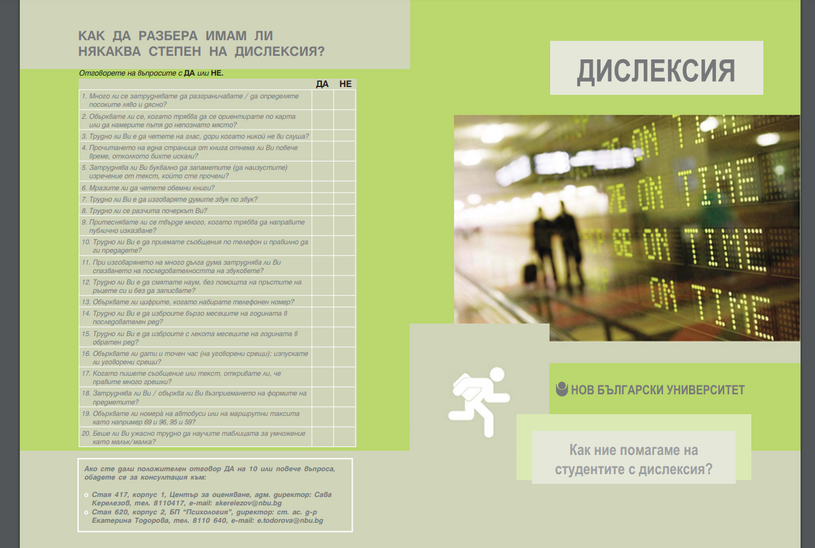 КАК ДА РАЗБЕРА ИМАМ ЛИ
НЯКАКВА СТЕПЕН НА ДИСЛЕКСИЯ?
Отговорете на въпросите с ДА или НЕ.
ДА НЕ
1. Много ли се затруднявате да разграничавате / да определяте
посоките ляво и дясно?
2. Обърквате ли се, когато трябва да се ориентирате по карта
или да намерите пътя до непознато място?
3. Трудно ли Ви е да четете на глас, дори когато никой не Ви слуша?
4. Прочитането на една страница от книга отнема ли Ви повече
време, отколкото бихте искали?
5. Затруднява ли Ви буквално да запаметите (да наизустите)
изречение от текст, който сте прочели?
6. Мразите ли да четете обемни книги?
7. Трудно ли Ви е да изговаряте думите звук по звук?
8. Трудно ли се разчита почеркът Ви?
9. Притеснявате ли се твърде много, когато трябва да направите
публично изказване?
10. Трудно ли Ви е да приемате съобщения по телефон и правилно да
ги предадете?
11. При изговарянето на много дълга дума затруднява ли Ви
спазването на последователността на звуковете?
12. Трудно ли Ви е да смятате наум, без помощта на пръстите на
ръцете си и без да записвате?
13. Обърквате ли цифрите, когато набирате телефонен номер?
14. Трудно ли Ви е да изброите бързо месеците на годината в
последователен ред?
15. Трудно ли Ви е да изброите с лекота месеците на годината в
обратен ред?
16. Обърквате ли дати и точен час (на уговорени срещи); изпускате
ли уговорени срещи?
17. Когато пишете съобщение или текст, откривате ли, че
правите много грешки?
18. Затруднява ли Ви / обърква ли Ви възприемането на формите на
предметите?
19. Обърквате ли номера на автобуси или на маршрутни таксита
като например 69 и 96, 95 и 59?
20. Беше ли Ви ужасно трудно да научите таблицата за умножение
като малък/малка?
Ако сте дали положителен отговор ДА на 10 или повече въпроса,
обадете се за консултация към:
Стая 417, корпус 1, Център за оценяване, адм. директор: Сава
Керелезов, тел. 8110417, e-mail: skerelezov@nbu.bg
Стая 620, корпус 2, БП "Психология", директор: ст. ас. д-р
Екатерина Тодорова, тел. 8110 640, e-mail: e.todorova@nbu.bg
ДИСЛЕКСИЯ
ON TIME
ON TIME
ON TIME
ON TIME
НОВ БЪЛГАРСКИ УНИВЕРСИТЕТ
Как ние помагаме на
студентите с дислексия?